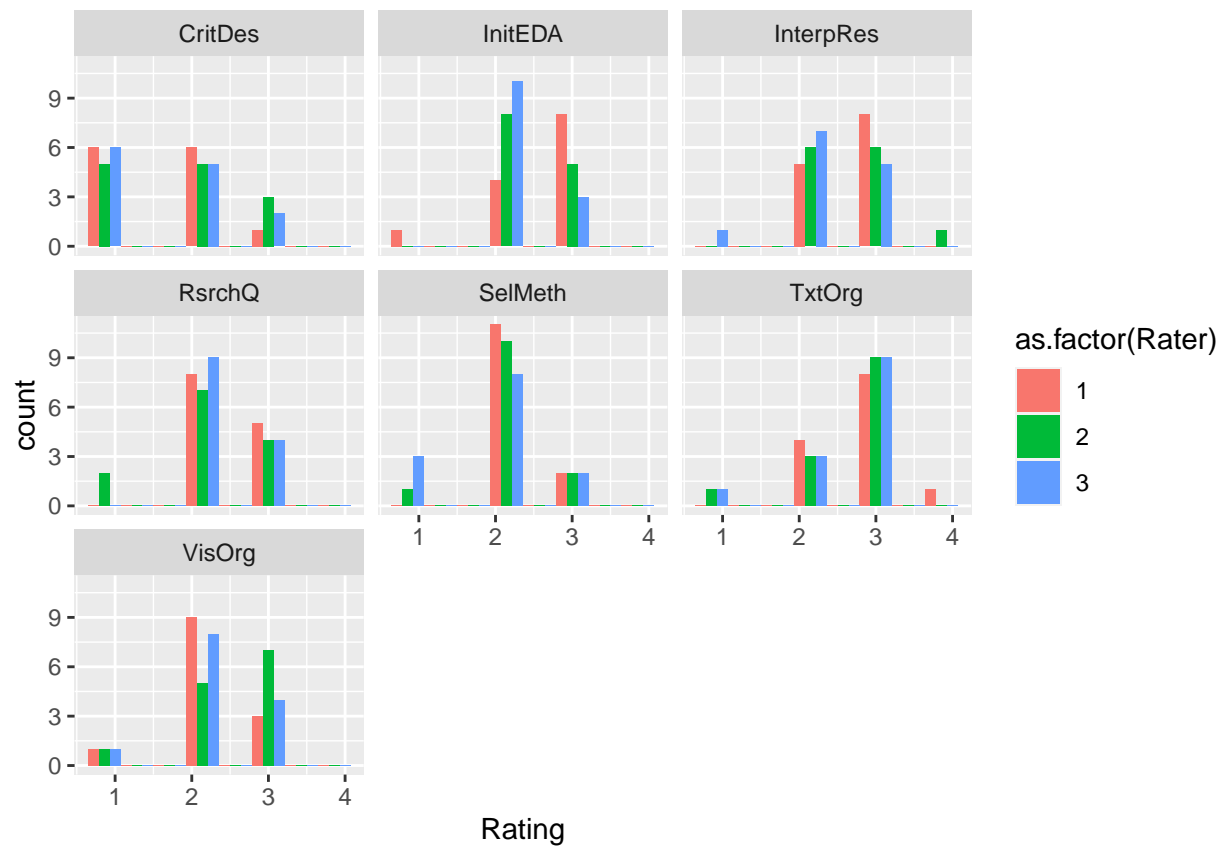 CritDes InitEDA InterpRes
9
6
3
0
RsrchQ SelMeth TxtOrg
9
6
3
0
1 2 3 4 1 2 3 4
VisOrg
9
6
3
0
1 2 3 4
Rating
count
as.factor(Rater)
1
2
3